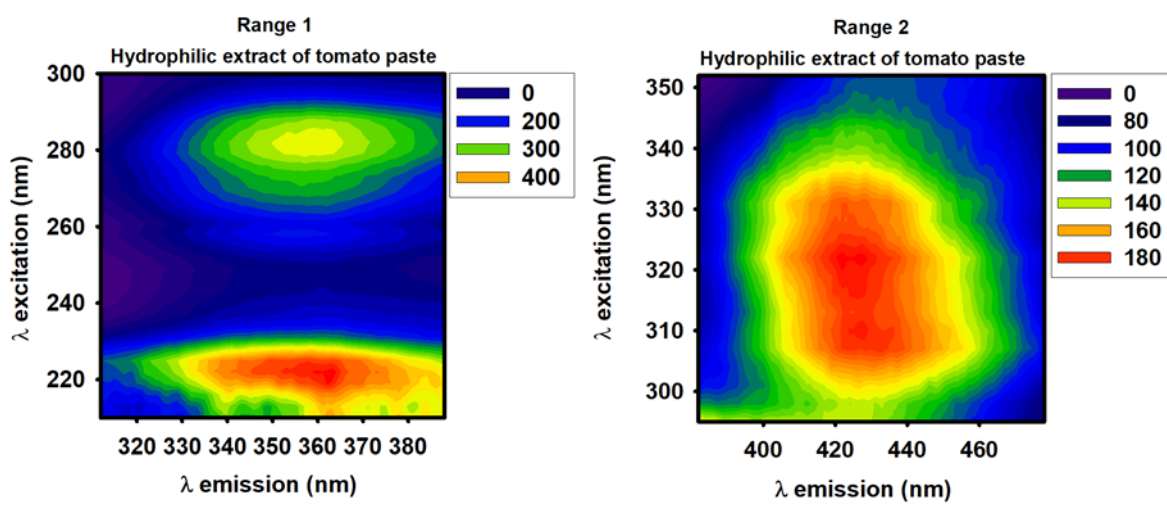 Range 1
Hydrophilic extract of tomato paste
300
280
260
240
220
λ excitation (nm)
320 330 340 350 360 370 380
λ emission (nm)
0
200
300
400
Range 2
Hydrophilic extract of tomato paste
350
340
330
320
310
300
λ excitation (nm)
400 420 440 460
λ emission (nm)
0
80
100
120
140
160
180